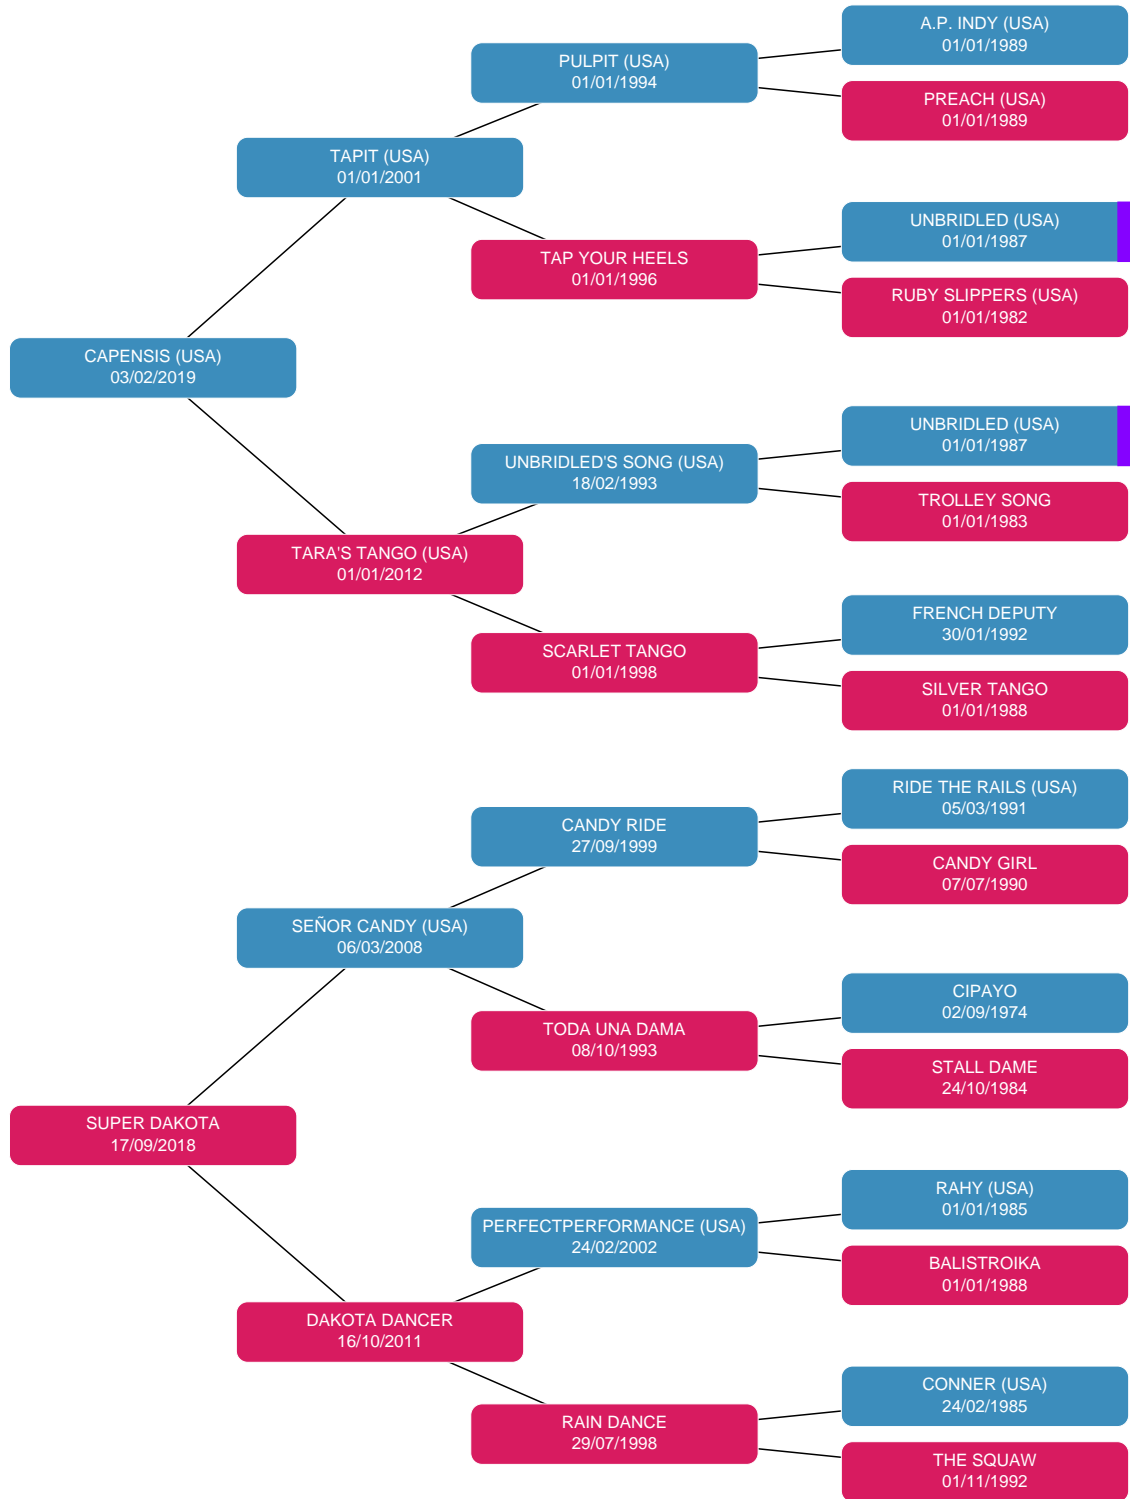 A.P. INDY (USA)
01/01/1989
PULPIT (USA)
01/01/1994
PREACH (USA)
01/01/1989
TAPIT (USA)
01/01/2001
UNBRIDLED (USA)
01/01/1987
TAP YOUR HEELS
01/01/1996
RUBY SLIPPERS (USA)
01/01/1982
CAPENSIS (USA)
03/02/2019
UNBRIDLED (USA)
01/01/1987
UNBRIDLED'S SONG (USA)
18/02/1993
TROLLEY SONG
01/01/1983
TARA'S TANGO (USA)
01/01/2012
FRENCH DEPUTY
30/01/1992
SCARLET TANGO
01/01/1998
SILVER TANGO
01/01/1988
RIDE THE RAILS (USA)
05/03/1991
CANDY RIDE
27/09/1999
CANDY GIRL
07/07/1990
SEÑOR CANDY (USA)
06/03/2008
CIPAYO
02/09/1974
TODA UNA DAMA
08/10/1993
STALL DAME
24/10/1984
SUPER DAKOTA
17/09/2018
RAHY (USA)
01/01/1985
PERFECTPERFORMANCE (USA)
24/02/2002
BALISTROIKA
01/01/1988
DAKOTA DANCER
16/10/2011
CONNER (USA)
24/02/1985
RAIN DANCE
29/07/1998
THE SQUAW
01/11/1992